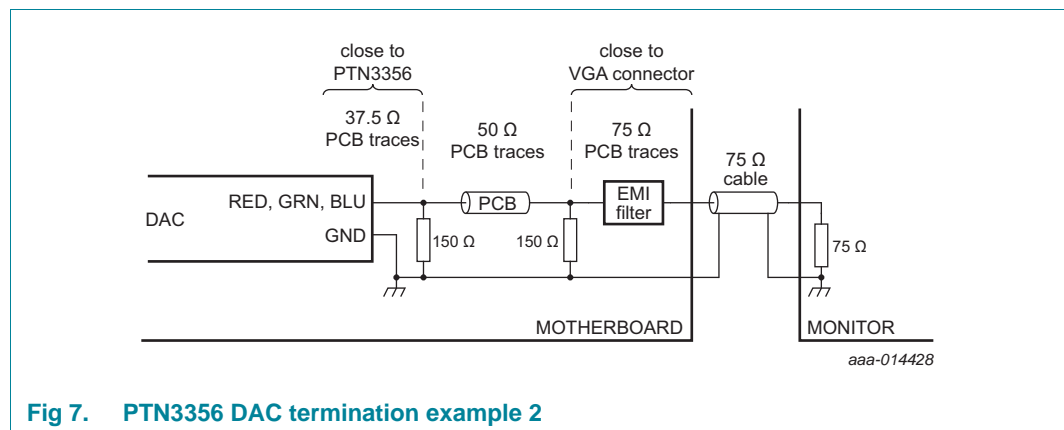 close to
PTN3356
close to
VGA connector
37.5 Ω
PCB traces
50 Ω
PCB traces
75 Ω
PCB traces
75 Ω
cable
DAC
RED, GRN, BLU
GND
PCB
EMI
filter
150 Ω
150 Ω
75 Ω
MOTHERBOARD
MONITOR
aaa-014428
Fig 7. PTN3356 DAC termination example 2